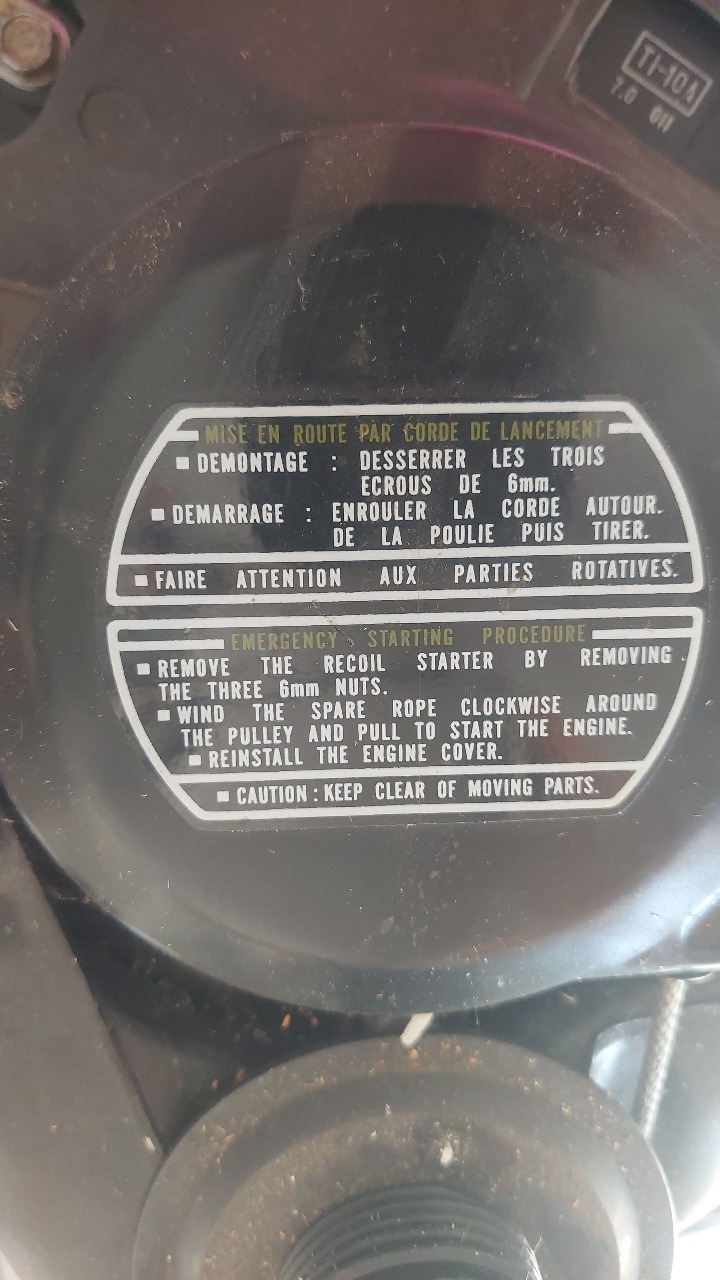 TI-10A
7.0
MISE EN ROUTE PAR CORDE DE LANCEMENT
▪ DEMONTAGE : DESSERRER LES TROIS
ECROUS DE 6mm.
▪ DEMARRAGE : ENROULER LA CORDE AUTOUR.
DE LA POULIE PUIS TIRER.
▪ FAIRE ATTENTION AUX PARTIES ROTATIVES.
EMERGENCY STARTING PROCEDURE
▪ REMOVE THE RECOIL STARTER BY REMOVING
THE THREE 6mm NUTS.
▪ WIND THE SPARE ROPE CLOCKWISE AROUND
THE PULLEY AND PULL TO START THE ENGINE.
▪ REINSTALL THE ENGINE COVER.
▪ CAUTION : KEEP CLEAR OF MOVING PARTS.